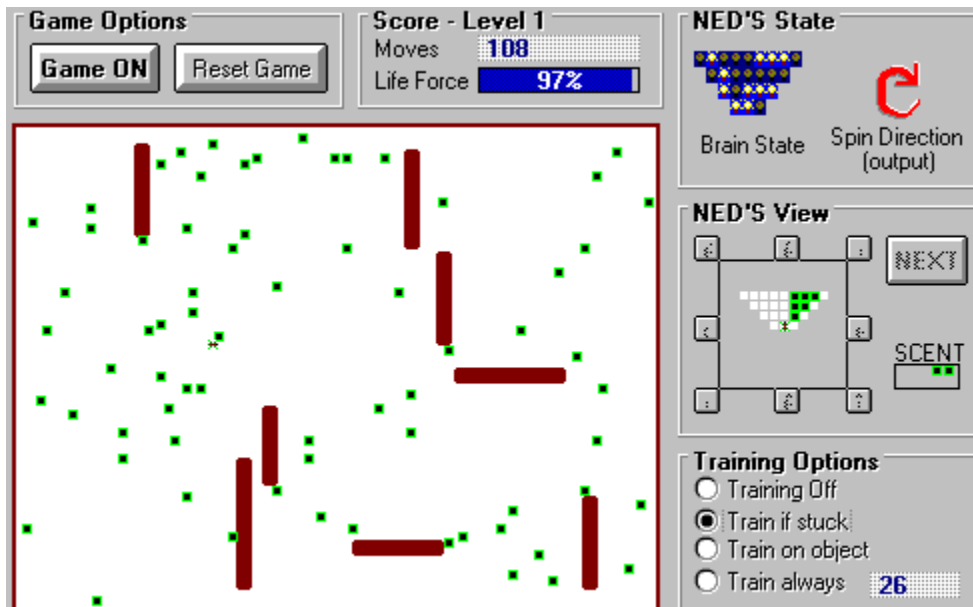 Game Options
Game ON
Reset Game
Score - Level 1
Moves 108
Life Force 97%
NED'S State
Brain State
Spin Direction
(output)
NED'S View
NEXT
SCENT
Training Options
Training Off
Train if stuck
Train on object
Train always 26